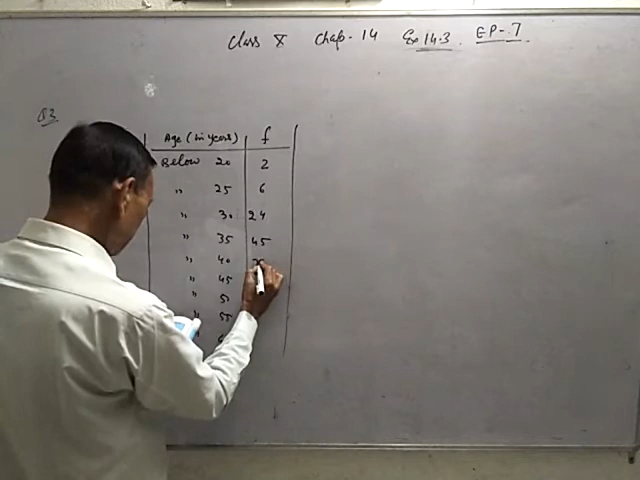 Class X Chap-14 Ex 14.3 EP-7
Q3
Age (in years) f
Below 20 2
" 25 6
" 30 24
" 35 45
" 40
" 45
" 50
" 55